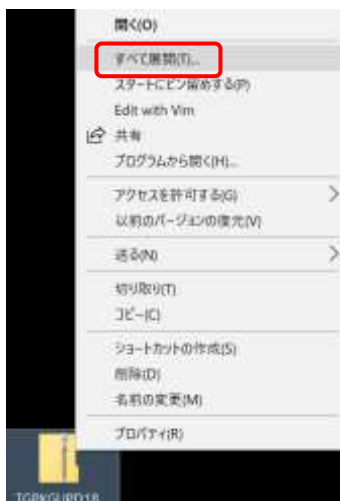 開く(O)
すべて展開(T)...
スタートにピン留めする(P)
Edit with Vim
共有
プログラムから開く(H)...
アクセスを許可する(G)
以前のバージョンの復元(V)
送る(N)
切り取り(T)
コピー(C)
ショートカットの作成(S)
削除(D)
名前の変更(M)
プロパティ(R)
TGPKGUPD18